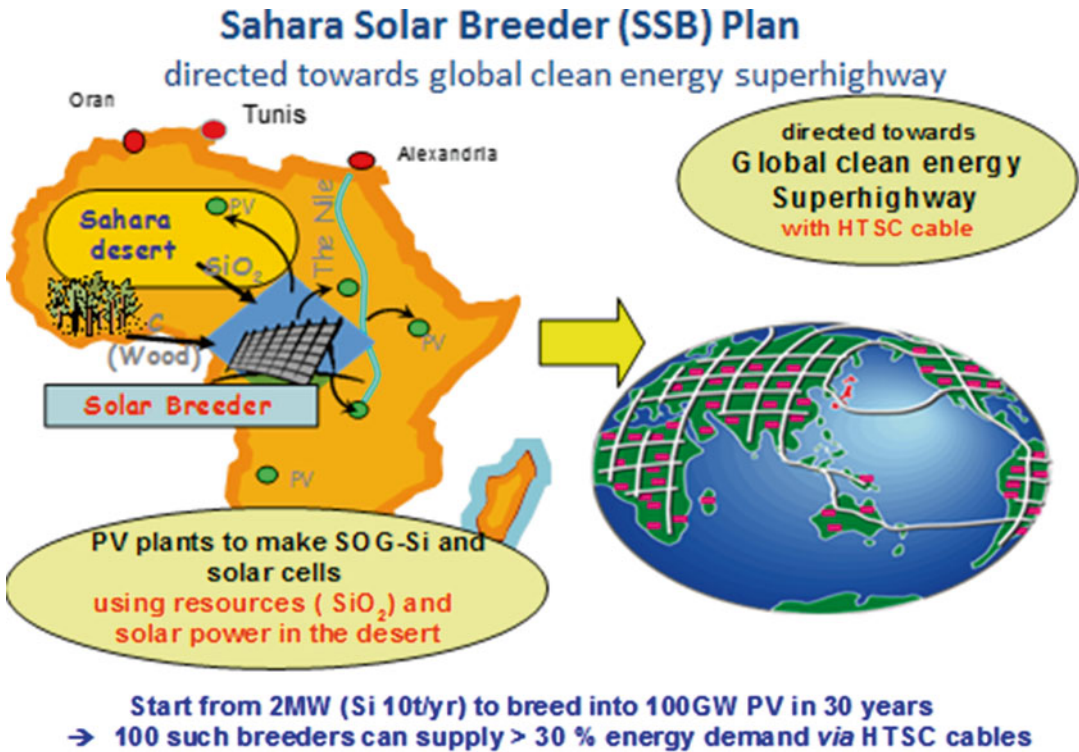 Sahara Solar Breeder (SSB) Plan
directed towards global clean energy superhighway
Oran
Tunis
Alexandria
The Nile
PV
Sahara
desert
SiO₂
C
(Wood)
PV
Solar Breeder
PV
directed towards
Global clean energy
Superhighway
with HTSC cable
PV plants to make SOG-Si and
solar cells
using resources ( SiO₂) and
solar power in the desert
Start from 2MW (Si 10t/yr) to breed into 100GW PV in 30 years
➔ 100 such breeders can supply > 30 % energy demand via HTSC cables